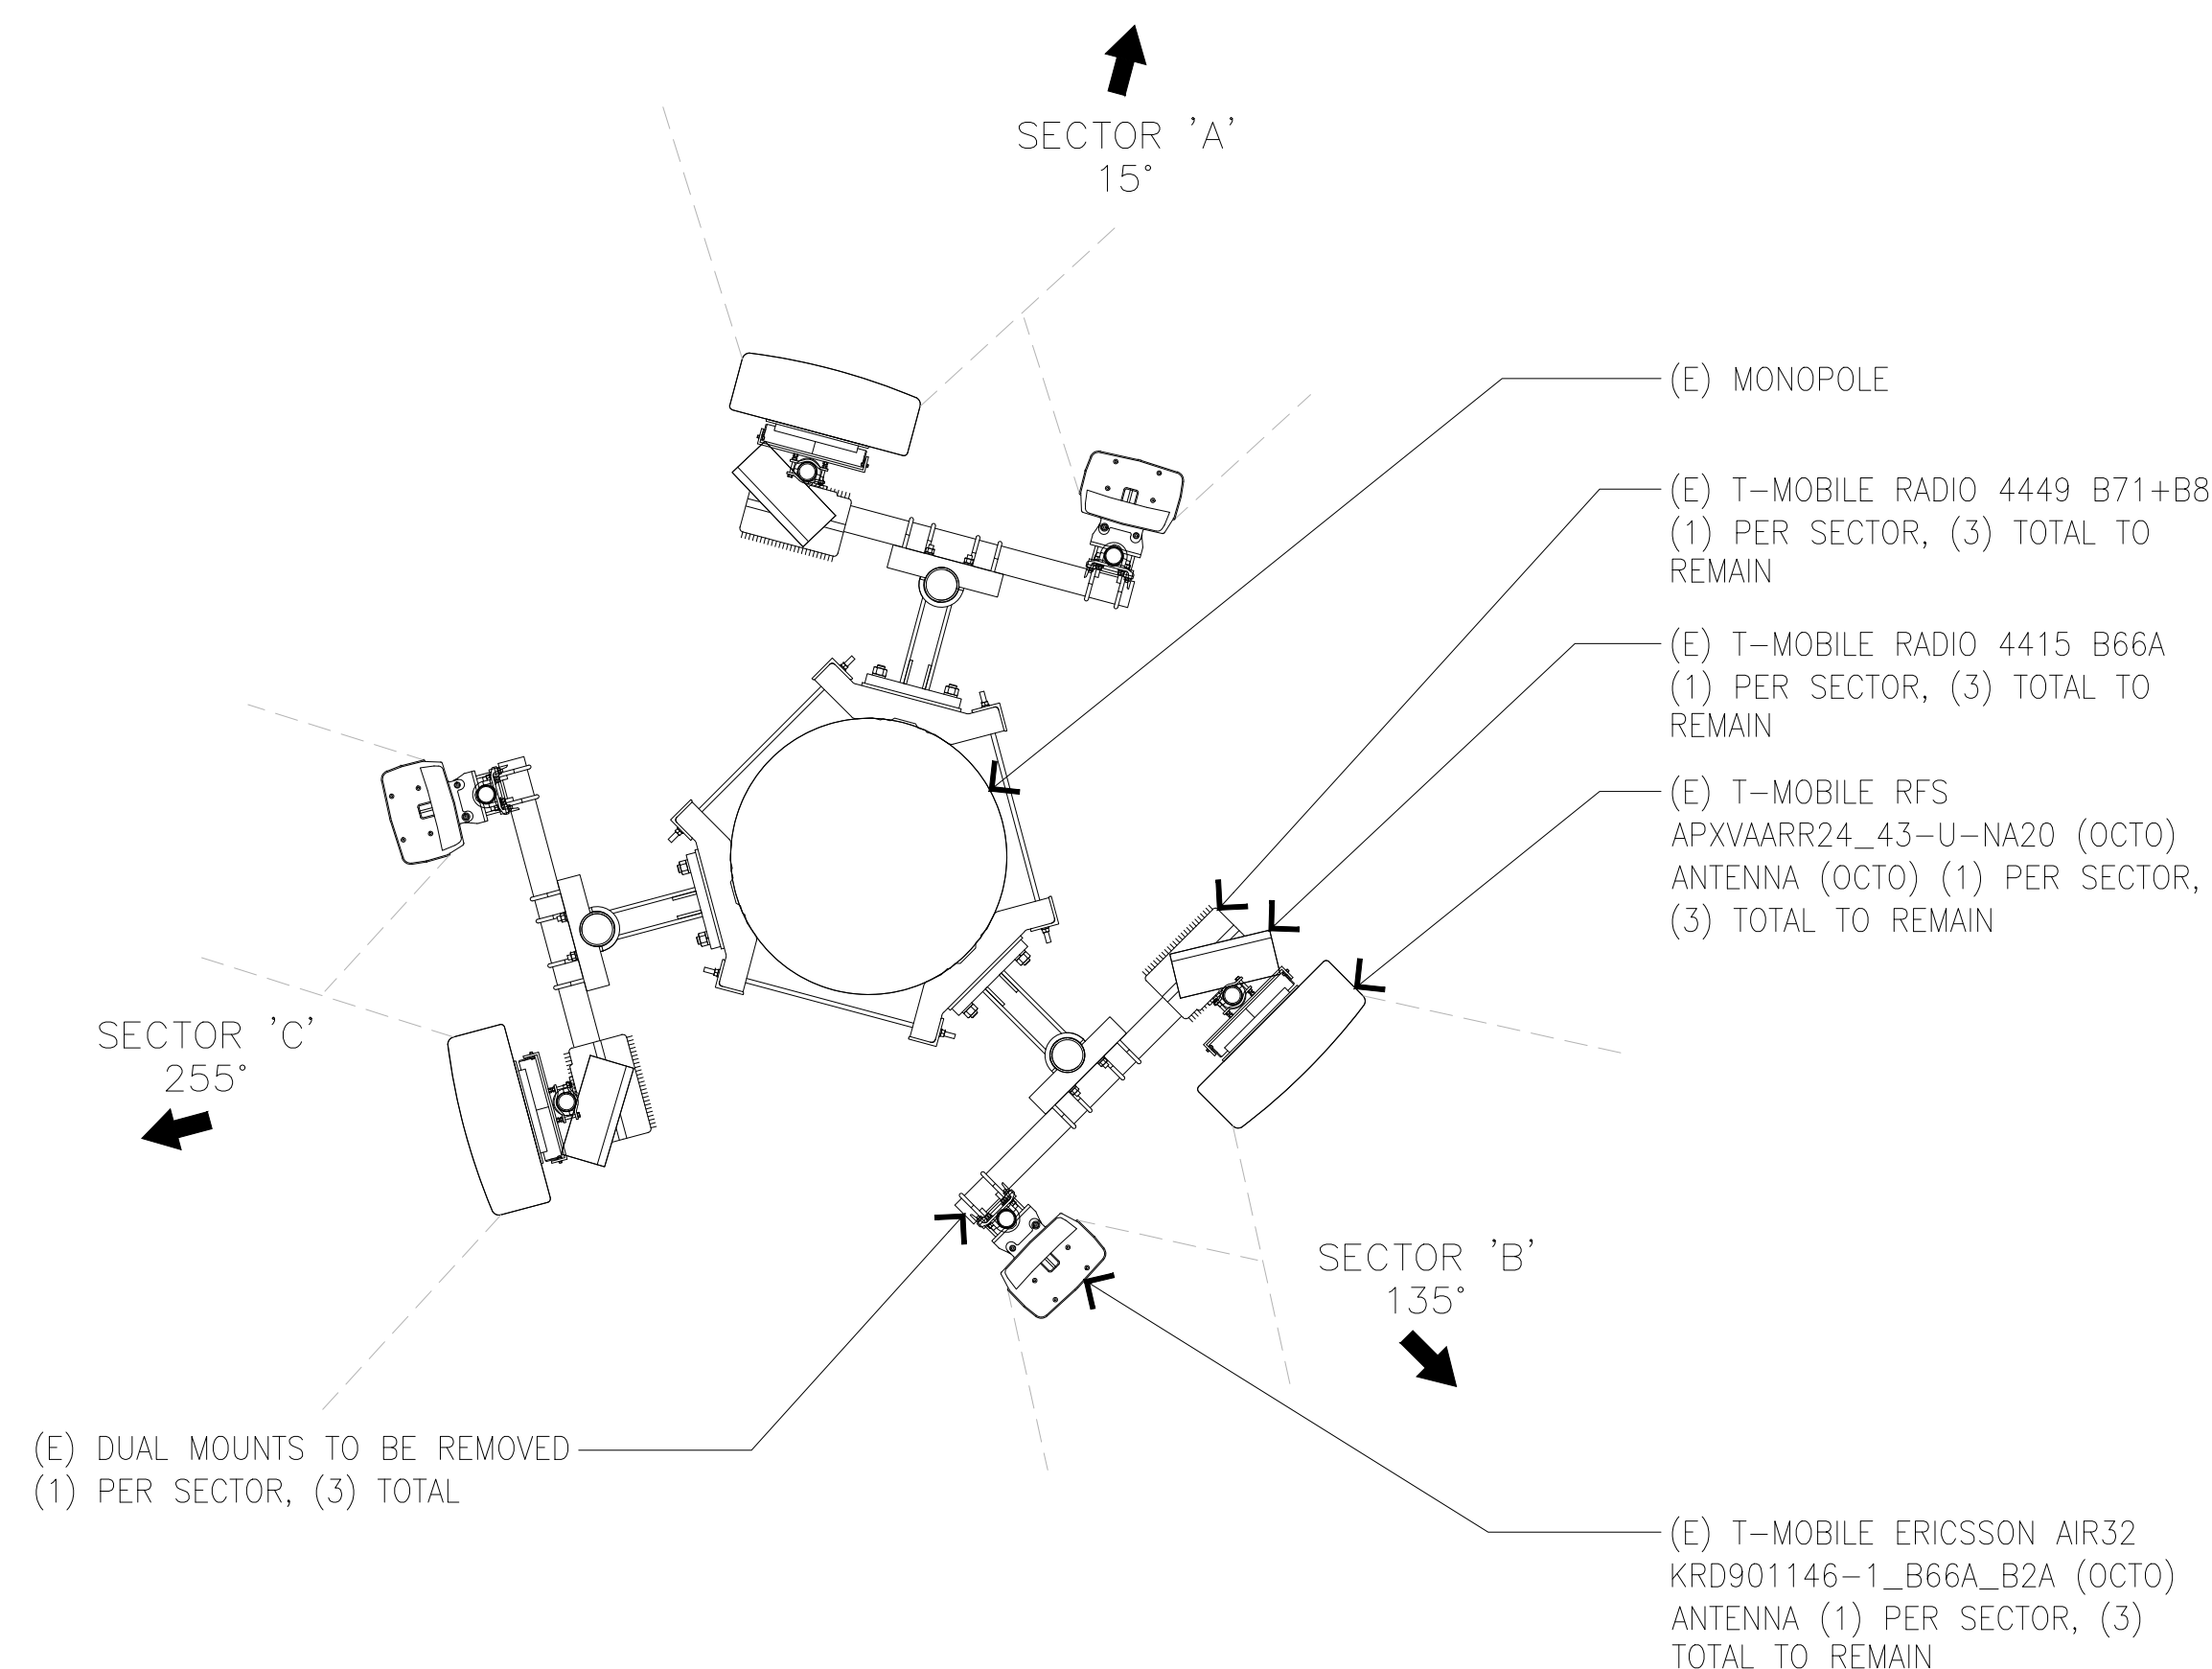 SECTOR 'A'
15°
(E) MONOPOLE
(E) T-MOBILE RADIO 4449 B71+B8
(1) PER SECTOR, (3) TOTAL TO
REMAIN
(E) T-MOBILE RADIO 4415 B66A
(1) PER SECTOR, (3) TOTAL TO
REMAIN
(E) T-MOBILE RFS
APXVAARR24_43-U-NA20 (OCTO)
ANTENNA (OCTO) (1) PER SECTOR,
(3) TOTAL TO REMAIN
SECTOR 'C'
255°
SECTOR 'B'
135°
(E) DUAL MOUNTS TO BE REMOVED
(1) PER SECTOR, (3) TOTAL
(E) T-MOBILE ERICSSON AIR32
KRD901146-1_B66A_B2A (OCTO)
ANTENNA (1) PER SECTOR, (3)
TOTAL TO REMAIN